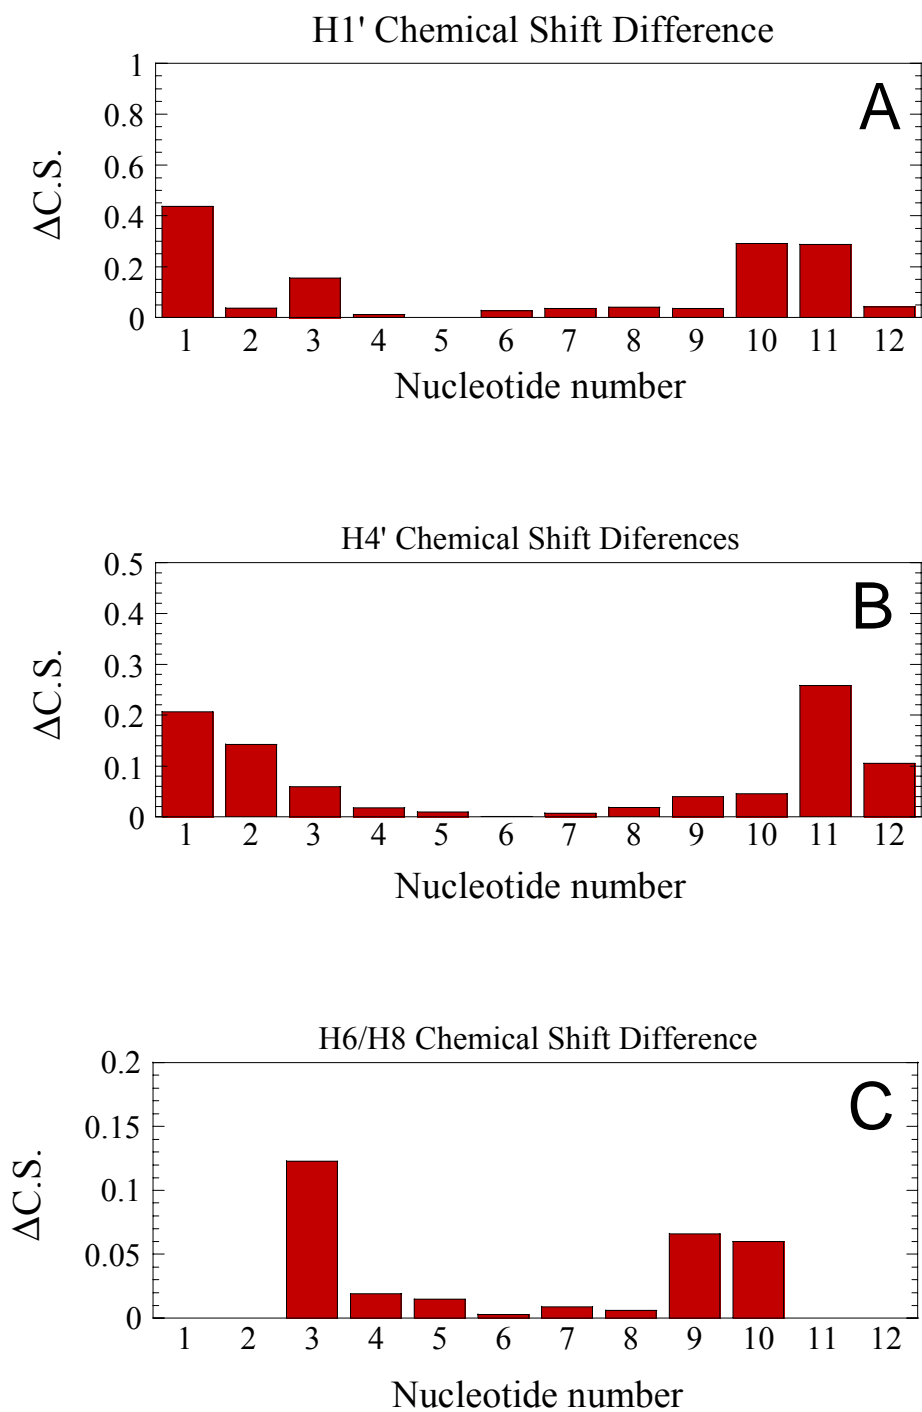 H1' Chemical Shift Difference
A
ΔC.S.
1
0.8
0.6
0.4
0.2
0
1 2 3 4 5 6 7 8 9 10 11 12
Nucleotide number
H4' Chemical Shift Diferences
B
ΔC.S.
0.5
0.4
0.3
0.2
0.1
0
1 2 3 4 5 6 7 8 9 10 11 12
Nucleotide number
H6/H8 Chemical Shift Difference
C
ΔC.S.
0.2
0.15
0.1
0.05
0
1 2 3 4 5 6 7 8 9 10 11 12
Nucleotide number